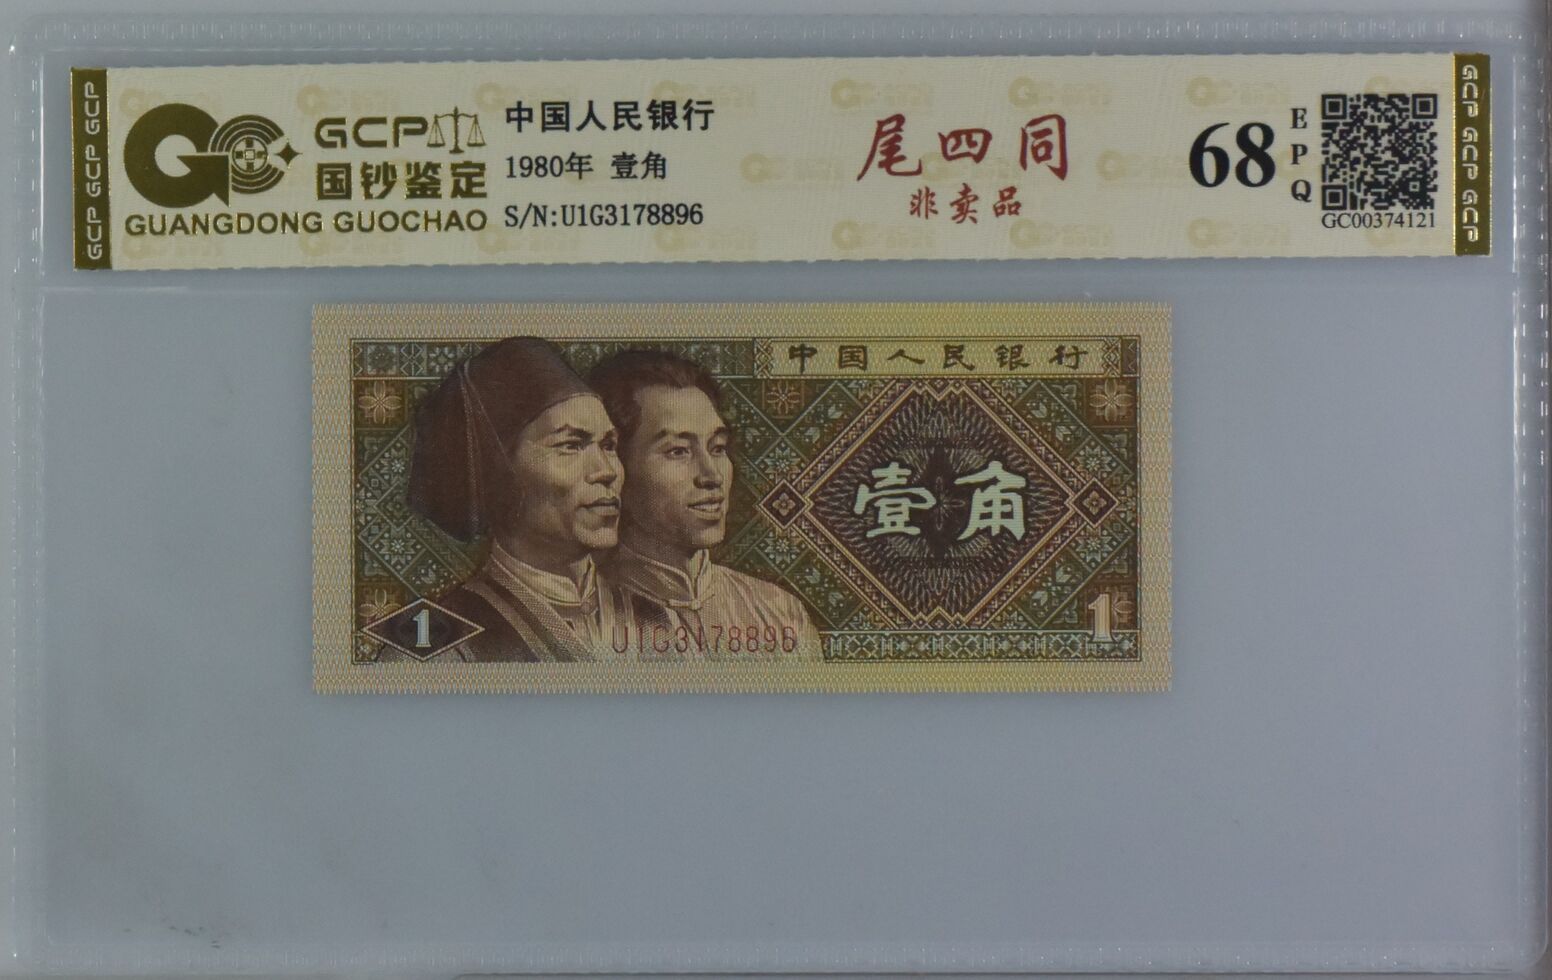 GCP GCP GCP
GCP
国钞鉴定
GUANGDONG GUOCHAO
中国人民银行
1980年 壹角
S/N:U1G3178896
尾四同
非卖品
68
EPQ
GC00374121
GCP GCP GCP
中国人民银行
壹角
1
1
U1G3178896